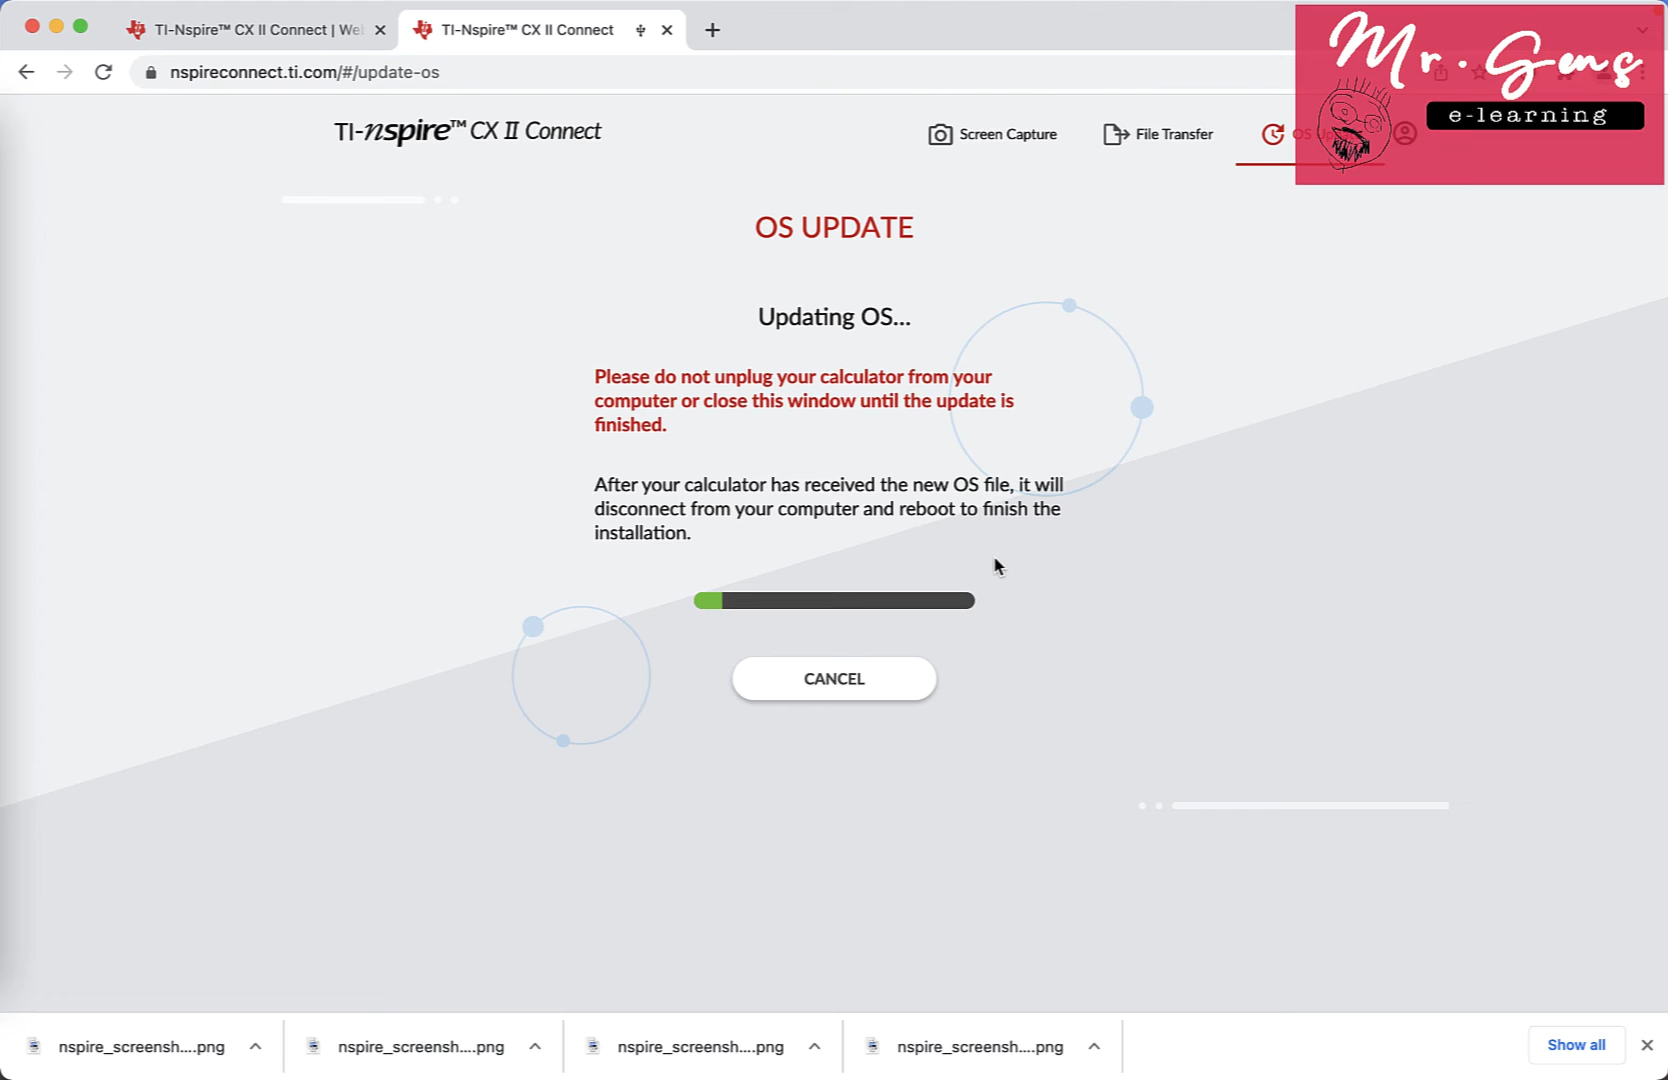 TI-Nspire™ CX II Connect | Wel
TI-Nspire™ CX II Connect
nspireconnect.ti.com/#/update-os
Mr. Gens
e-learning
TI-nspire™ CX II Connect
Screen Capture
File Transfer
OS
OS UPDATE
Updating OS...
Please do not unplug your calculator from your
computer or close this window until the update is
finished.
After your calculator has received the new OS file, it will
disconnect from your computer and reboot to finish the
installation.
CANCEL
nspire_screensh....png
nspire_screensh....png
nspire_screensh....png
nspire_screensh....png
Show all